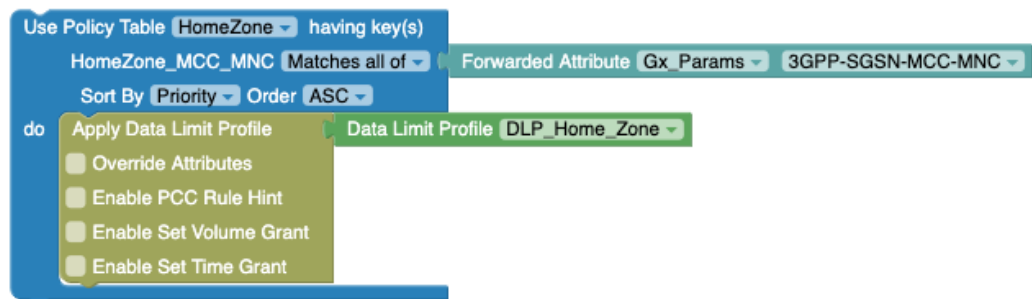 Use Policy Table HomeZone having key(s)
HomeZone_MCC_MNC Matches all of Forwarded Attribute Gx_Params 3GPP-SGSN-MCC-MNC
Sort By Priority Order ASC
do Apply Data Limit Profile Data Limit Profile DLP_Home_Zone
Override Attributes
Enable PCC Rule Hint
Enable Set Volume Grant
Enable Set Time Grant